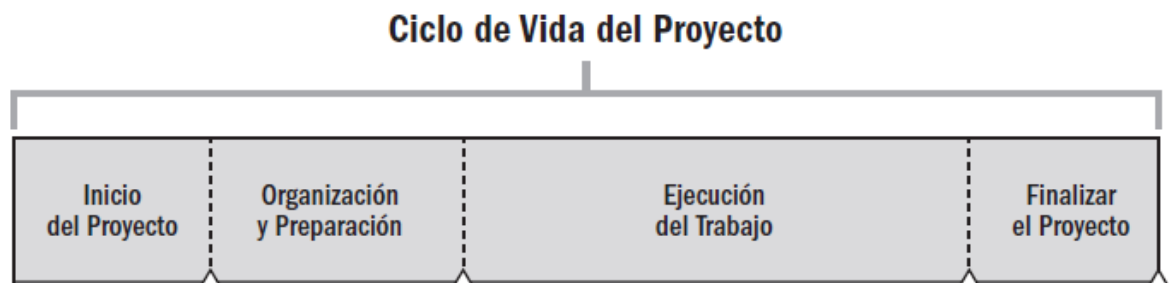 Ciclo de Vida del Proyecto
Inicio
del Proyecto
Organización
y Preparación
Ejecución
del Trabajo
Finalizar
el Proyecto